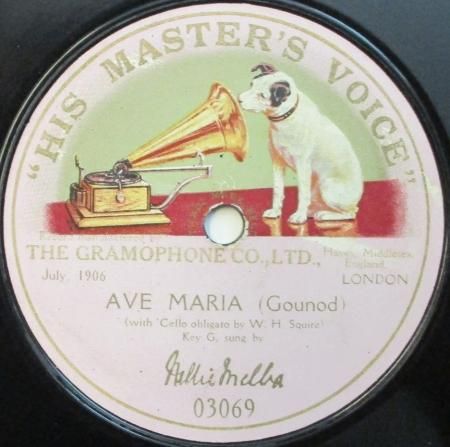 "HIS MASTER'S VOICE"
THE GRAMOPHONE CO., LTD., Hayes, Middlesex, England.
July, 1906 LONDON
AVE MARIA (Gounod)
(with 'Cello obligato by W. H. Squire)
Key G, sung by
Nellie Melba
03069